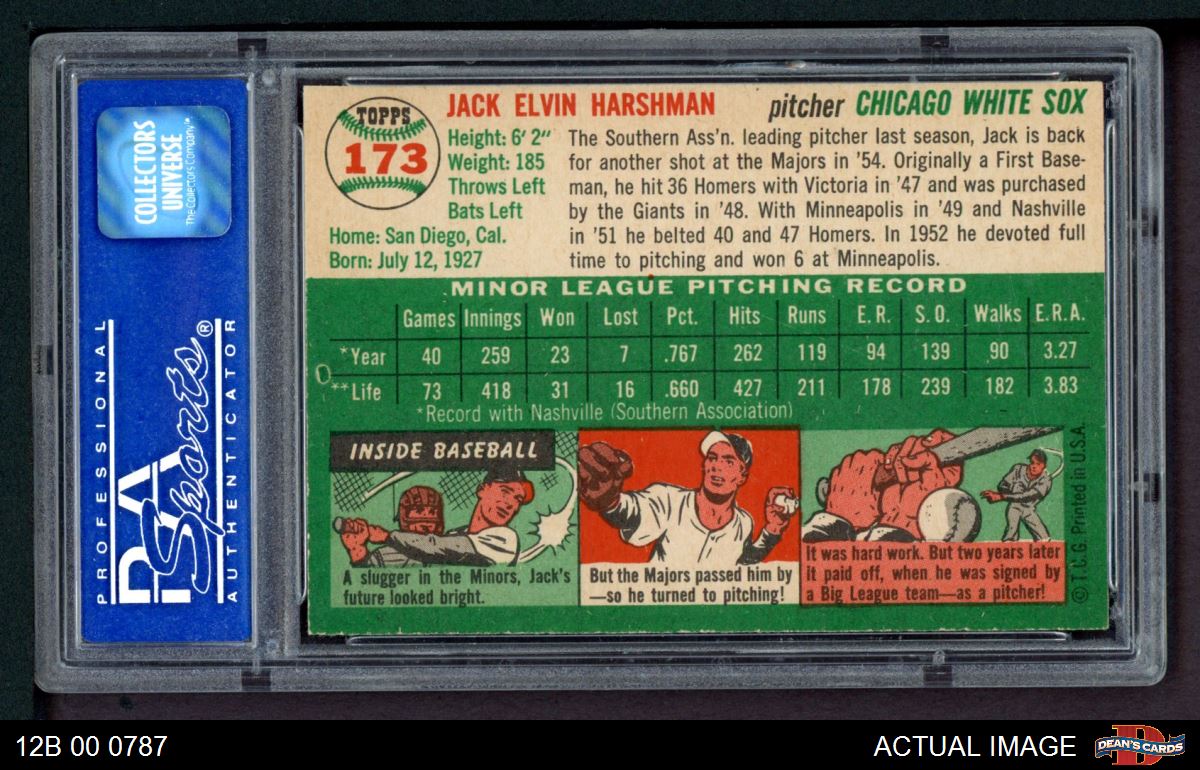 COLLECTORS
UNIVERSE
The Collectors Company™
PROFESSIONAL
PSA
Sports®
AUTHENTICATOR
TOPPS
173
JACK ELVIN HARSHMAN pitcher CHICAGO WHITE SOX
Height: 6' 2"
Weight: 185
Throws Left
Bats Left
Home: San Diego, Cal.
Born: July 12, 1927
The Southern Ass'n. leading pitcher last season, Jack is back
for another shot at the Majors in '54. Originally a First Base-
man, he hit 36 Homers with Victoria in '47 and was purchased
by the Giants in '48. With Minneapolis in '49 and Nashville
in '51 he belted 40 and 47 Homers. In 1952 he devoted full
time to pitching and won 6 at Minneapolis.
MINOR LEAGUE PITCHING RECORD
Games Innings Won Lost Pct. Hits Runs E. R. S. O. Walks E.R.A.
*Year 40 259 23 7 .767 262 119 94 139 90 3.27
**Life 73 418 31 16 .660 427 211 178 239 182 3.83
*Record with Nashville (Southern Association)
INSIDE BASEBALL
A slugger in the Minors, Jack's
future looked bright.
But the Majors passed him by
—so he turned to pitching!
It was hard work. But two years later
it paid off, when he was signed by
a Big League team—as a pitcher!
© T.C.G. Printed in U.S.A.
12B 00 0787
ACTUAL IMAGE
D
DEAN'S CARDS